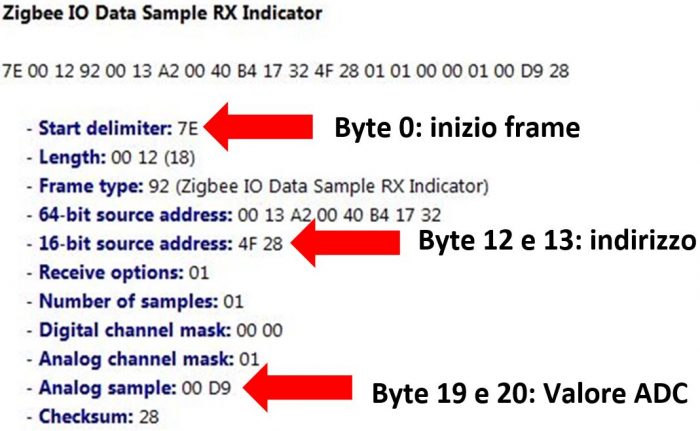 Zigbee IO Data Sample RX Indicator
7E 00 12 92 00 13 A2 00 40 B4 17 32 4F 28 01 01 00 00 01 00 D9 28
- Start delimiter: 7E
Byte 0: inizio frame
- Length: 00 12 (18)
- Frame type: 92 (Zigbee IO Data Sample RX Indicator)
- 64-bit source address: 00 13 A2 00 40 B4 17 32
- 16-bit source address: 4F 28
Byte 12 e 13: indirizzo
- Receive options: 01
- Number of samples: 01
- Digital channel mask: 00 00
- Analog channel mask: 01
- Analog sample: 00 D9
Byte 19 e 20: Valore ADC
- Checksum: 28